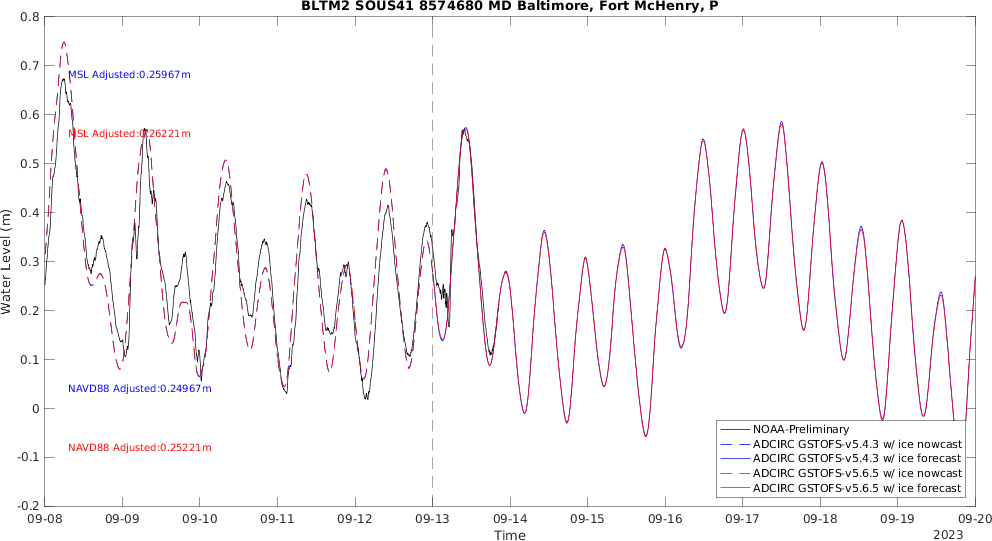 BLTM2 SOUS41 8574680 MD Baltimore, Fort McHenry, P
Water Level (m)
0.8
0.7
0.6
0.5
0.4
0.3
0.2
0.1
0
-0.1
-0.2
MSL Adjusted:0.25967m
MSL Adjusted:0.26221m
NAVD88 Adjusted:0.24967m
NAVD88 Adjusted:0.25221m
NOAA-Preliminary
ADCIRC GSTOFS-v5.4.3 w/ ice nowcast
ADCIRC GSTOFS-v5.4.3 w/ ice forecast
ADCIRC GSTOFS-v5.6.5 w/ ice nowcast
ADCIRC GSTOFS-v5.6.5 w/ ice forecast
09-08 09-09 09-10 09-11 09-12 09-13 09-14 09-15 09-16 09-17 09-18 09-19 09-20
Time
2023